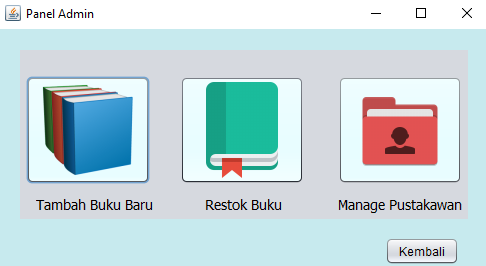 Panel Admin
Tambah Buku Baru
Restok Buku
Manage Pustakawan
Kembali